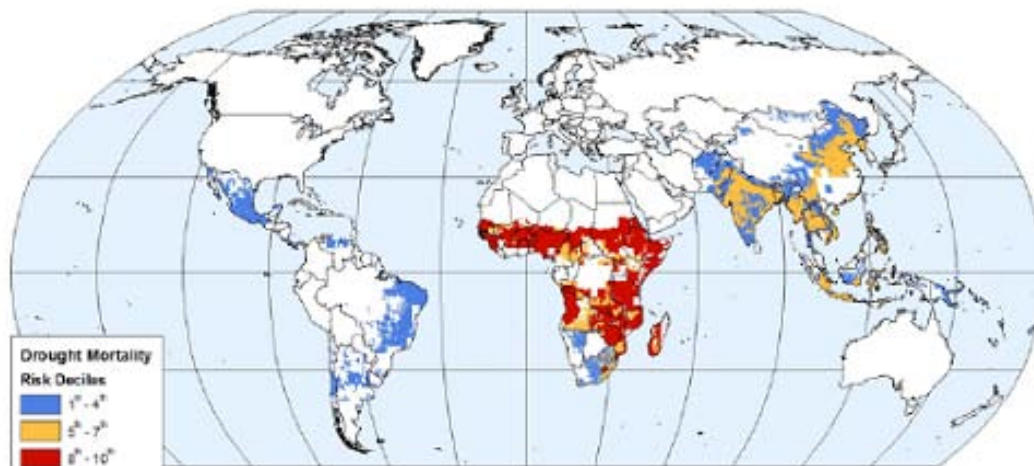 Drought Mortality
Risk Deciles
1st - 4th
5th - 7th
8th - 10th